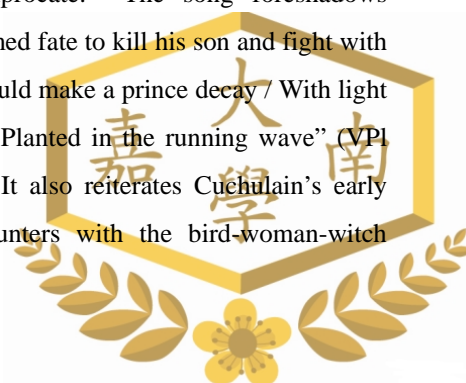 procate. The song foreshadows
ned fate to kill his son and fight with
uld make a prince decay / With light
Planted in the running wave” (VPl
It also reiterates Cuchulain’s early
unters with the bird-woman-witch
大
嘉 南
學